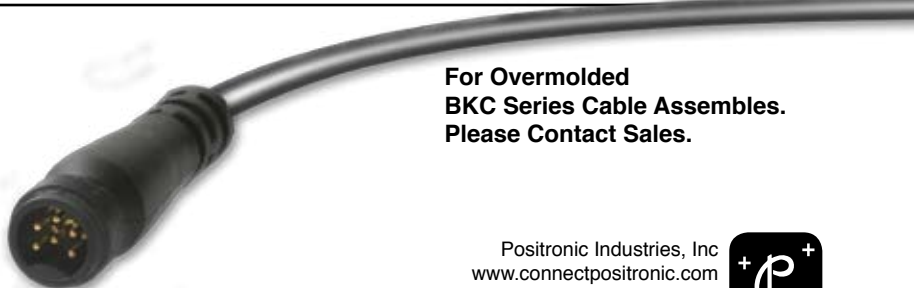 For Overmolded
BKC Series Cable Assembles.
Please Contact Sales.
Positronic Industries, Inc
www.connectpositronic.com